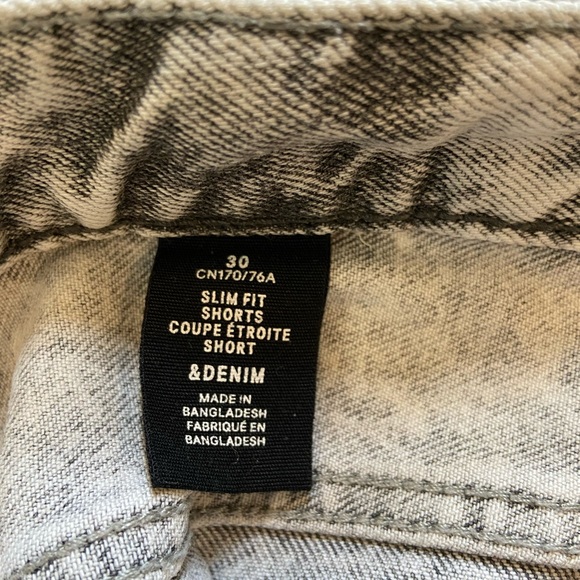 30
CN170/76A
SLIM FIT
SHORTS
COUPE ÉTROITE
SHORT
&DENIM
MADE IN
BANGLADESH
FABRIQUÉ EN
BANGLADESH